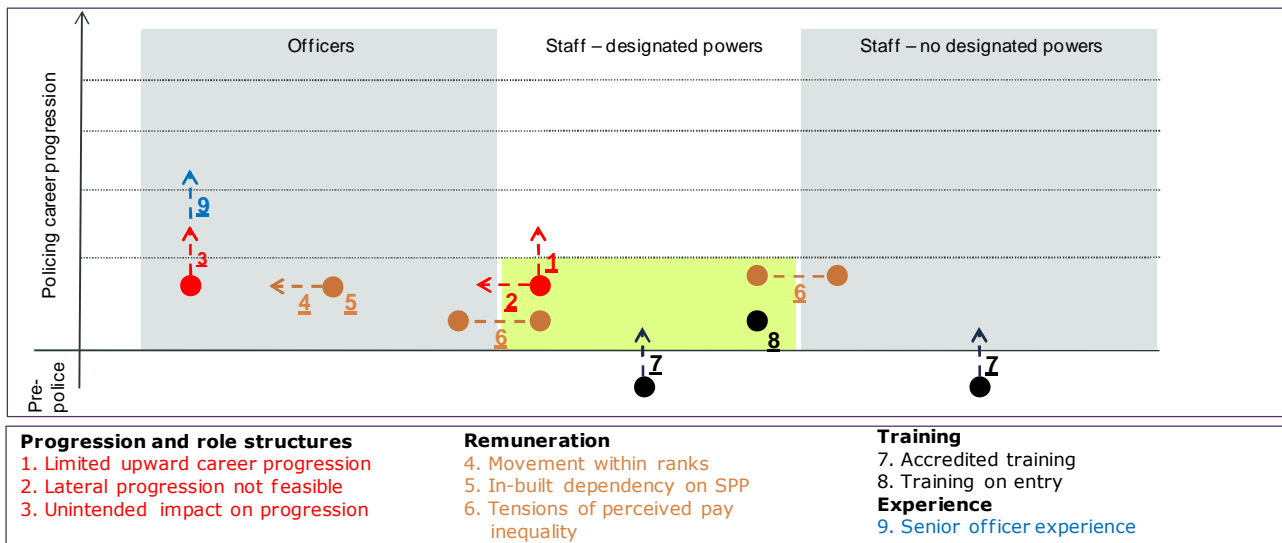 Officers
Staff – designated powers
Staff – no designated powers
Policing career progression
9
3
1
4
5
2
6
6
8
7
7
Pre-
police
Progression and role structures
1. Limited upward career progression
2. Lateral progression not feasible
3. Unintended impact on progression
Remuneration
4. Movement within ranks
5. In-built dependency on SPP
6. Tensions of perceived pay
inequality
Training
7. Accredited training
8. Training on entry
Experience
9. Senior officer experience